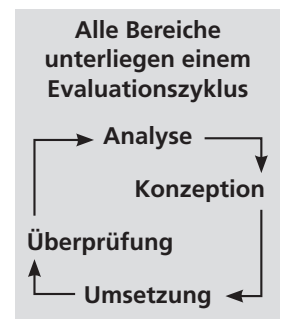 Alle Bereiche
unterliegen einem
Evaluationszyklus
Analyse
Konzeption
Überprüfung
Umsetzung